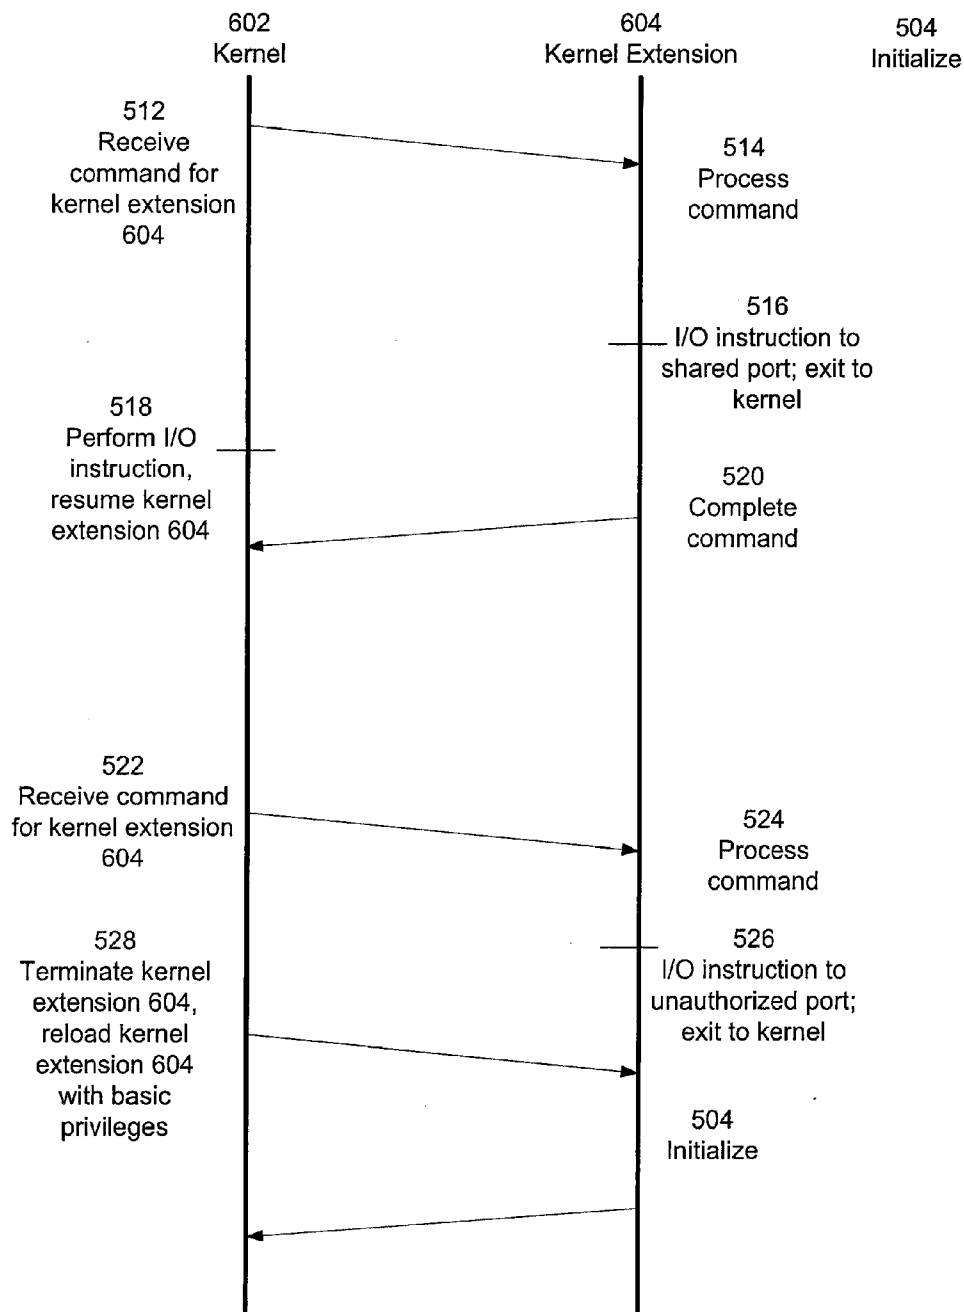 602
Kernel
604
Kernel Extension
504
Initialize
512
Receive
command for
kernel extension
604
514
Process
command
516
I/O instruction to
shared port; exit to
kernel
518
Perform I/O
instruction,
resume kernel
extension 604
520
Complete
command
522
Receive command
for kernel extension
604
524
Process
command
528
Terminate kernel
extension 604,
reload kernel
extension 604
with basic
privileges
526
I/O instruction to
unauthorized port;
exit to kernel
504
Initialize